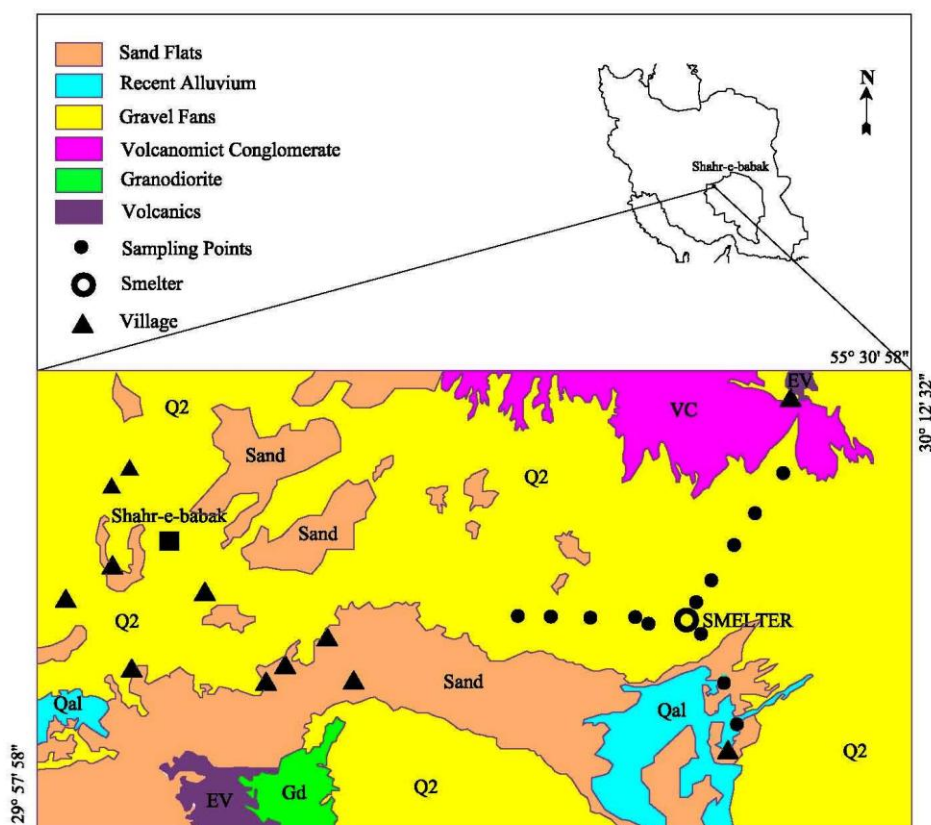 Sand Flats
Recent Alluvium
Gravel Fans
Volcanomict Conglomerate
Granodiorite
Volcanics
Sampling Points
Smelter
Village
N
Shahr-e-babak
55° 30' 58"
30° 12' 32"
EV
Q2
VC
Sand
Q2
Shahr-e-babak
Sand
Q2
SMELTER
Sand
Qal
Qal
Q2
29° 57' 58"
EV
Gd
Q2